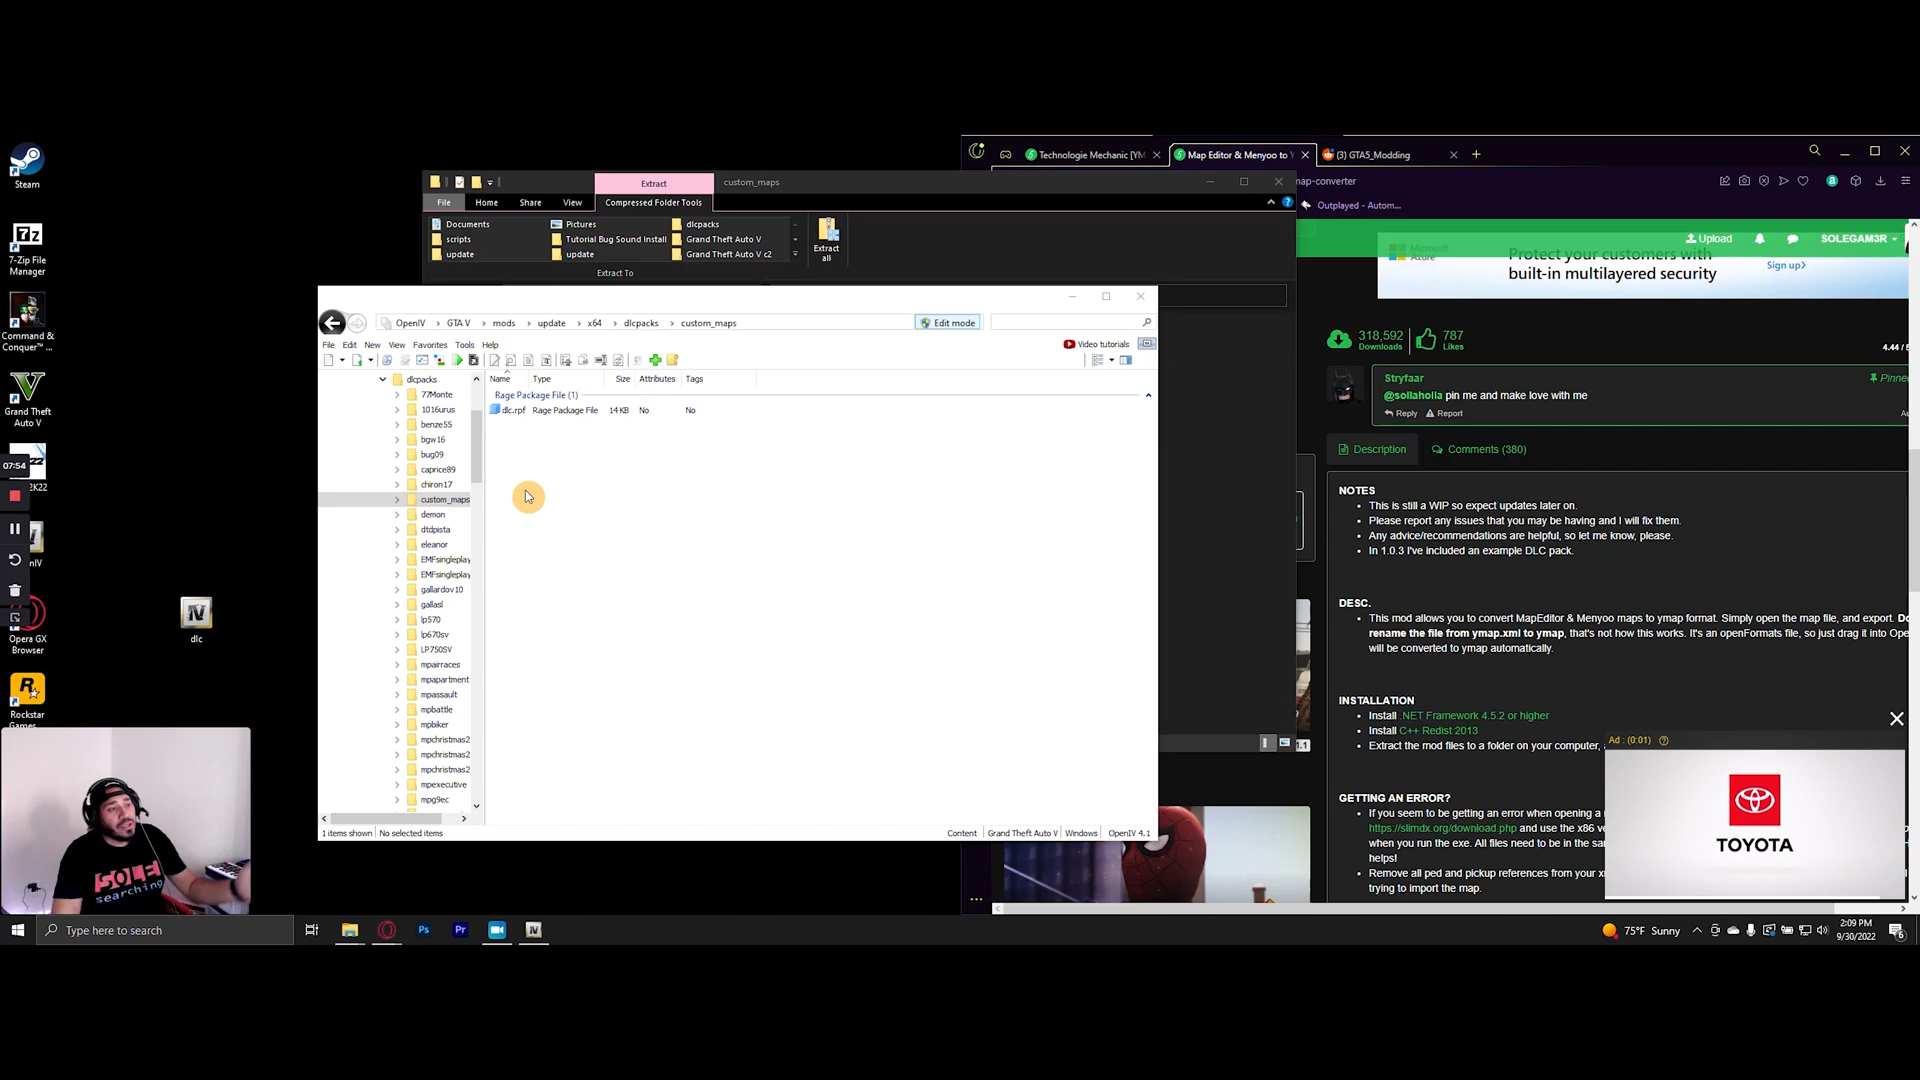 Steam
7-Zip File
Manager
Command &
Conquer™ ...
Grand Theft
Auto V
07:54
Opera GX
Browser
Rockstar
Games
dlc
Extract
custom_maps
File
Home
Share
View
Compressed Folder Tools
Documents
Pictures
dlcpacks
scripts
Tutorial Bug Sound Install
Grand Theft Auto V
update
update
Grand Theft Auto V c2
Extract
all
Extract To
OpenIV
GTA V
mods
update
x64
dlcpacks
custom_maps
Edit mode
File
Edit
New
View
Favorites
Tools
Help
Video tutorials
dlcpacks
77Monte
1016urus
benze55
bgw16
bug09
caprice89
chiron17
custom_maps
demon
dtdpista
eleanor
EMFsingleplay
EMFsingleplay
gallardov10
gallasl
lp570
lp670sv
LP750SV
mpairraces
mpapartment
mpassault
mpbattle
mpbiker
mpchristmas2
mpchristmas2
mpchristmas2
mpexecutive
mpg9ec
Name
Type
Size
Attributes
Tags
Rage Package File (1)
dlc.rpf
Rage Package File
14 KB
No
No
1 items shown
No selected items
Content
Grand Theft Auto V
Windows
OpenIV 4.1
Technologie Mechanic [YM
Map Editor & Menyoo to Y
(3) GTA5_Modding
map-converter
Outplayed - Autom...
Upload
SOLEGAM3R
Microsoft
Azure
Protect your customers with
built-in multilayered security
Sign up>
318,592
Downloads
787
Likes
4.44 / 5
Stryfaar
Pinne
@sollaholla pin me and make love with me
Reply
Report
Description
Comments (380)
NOTES
This is still a WIP so expect updates later on.
Please report any issues that you may be having and I will fix them.
Any advice/recommendations are helpful, so let me know, please.
In 1.0.3 I've included an example DLC pack.
DESC.
This mod allows you to convert MapEditor & Menyoo maps to ymap format. Simply open the map file, and export. Do
rename the file from ymap.xml to ymap, that's not how this works. It's an openFormats file, so just drag it into Ope
will be converted to ymap automatically.
INSTALLATION
Install .NET Framework 4.5.2 or higher
Install C++ Redist 2013
Extract the mod files to a folder on your computer,
GETTING AN ERROR?
If you seem to be getting an error when opening a
https://slimdx.org/download.php and use the x86 ve
when you run the exe. All files need to be in the sa
helps!
Remove all ped and pickup references from your x
trying to import the map.
Ad : (0:01)
TOYOTA
SOLE
searching
Type here to search
Ps
Pr
75°F Sunny
2:09 PM
9/30/2022